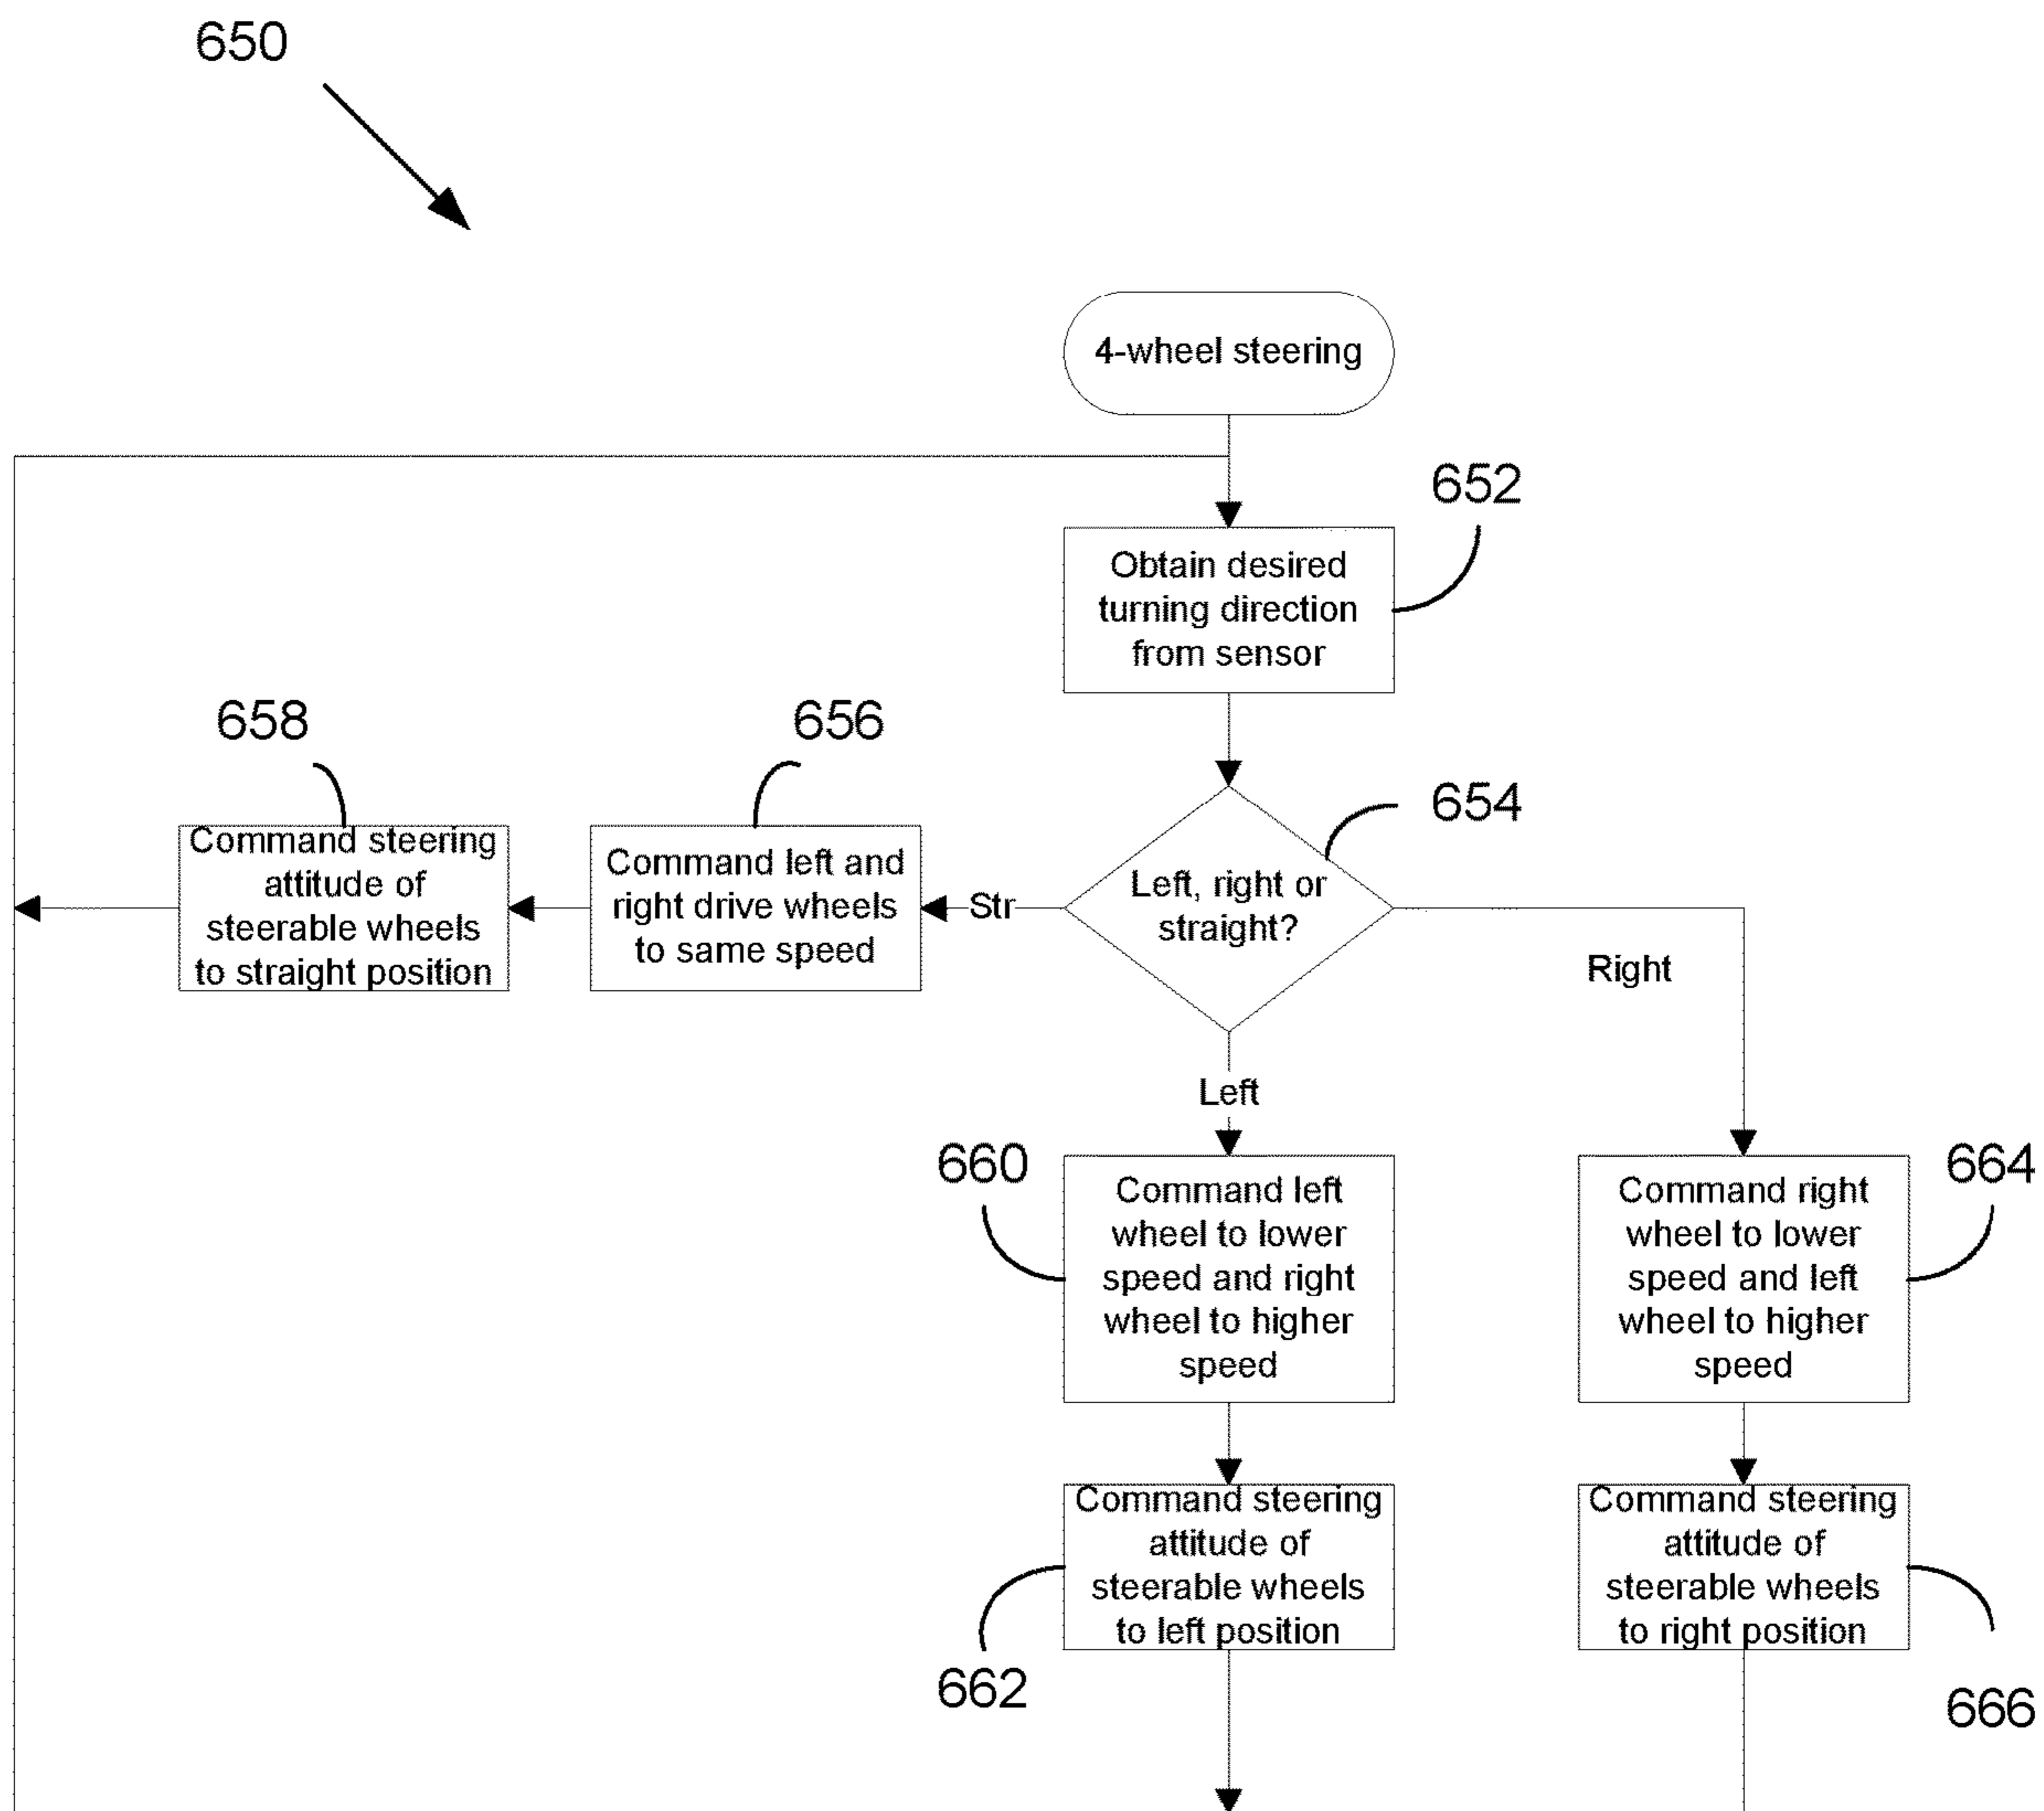 650
4-wheel steering
652
Obtain desired
turning direction
from sensor
658
656
654
Command steering
attitude of
steerable wheels
to straight position
Command left and
right drive wheels
to same speed
Str
Left, right or
straight?
Right
Left
660
Command left
wheel to lower
speed and right
wheel to higher
speed
664
Command right
wheel to lower
speed and left
wheel to higher
speed
Command steering
attitude of
steerable wheels
to left position
662
Command steering
attitude of
steerable wheels
to right position
666